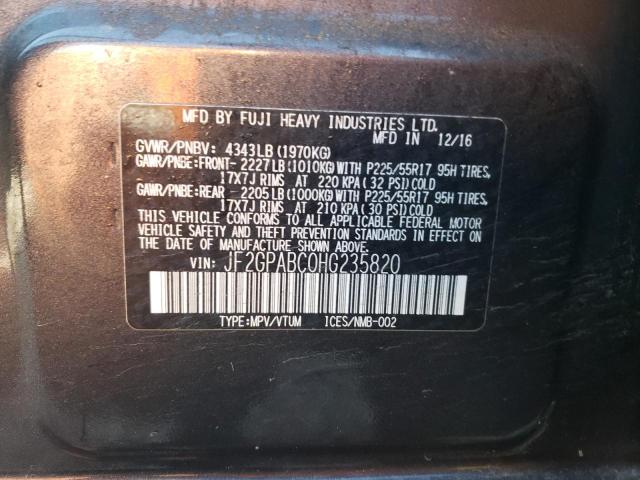 MFD BY FUJI HEAVY INDUSTRIES LTD.
MFD IN 12/16
GVWR/PNBV: 4343LB (1970KG)
GAWR/PNBE:FRONT- 2227LB(1010KG)WITH P225/55R17 95H TIRES,
17X7J RIMS AT 220 KPA(32 PSI)COLD
GAWR/PNBE:REAR - 2205LB(1000KG)WITH P225/55R17 95H TIRES,
17X7J RIMS AT 210 KPA(30 PSI)COLD
THIS VEHICLE CONFORMS TO ALL APPLICABLE FEDERAL MOTOR
VEHICLE SAFETY AND THEFT PREVENTION STANDARDS IN EFFECT ON
THE DATE OF MANUFACTURE SHOWN ABOVE.
VIN: JF2GPABC0HG235820
TYPE:MPV/VTUM ICES/NMB-002